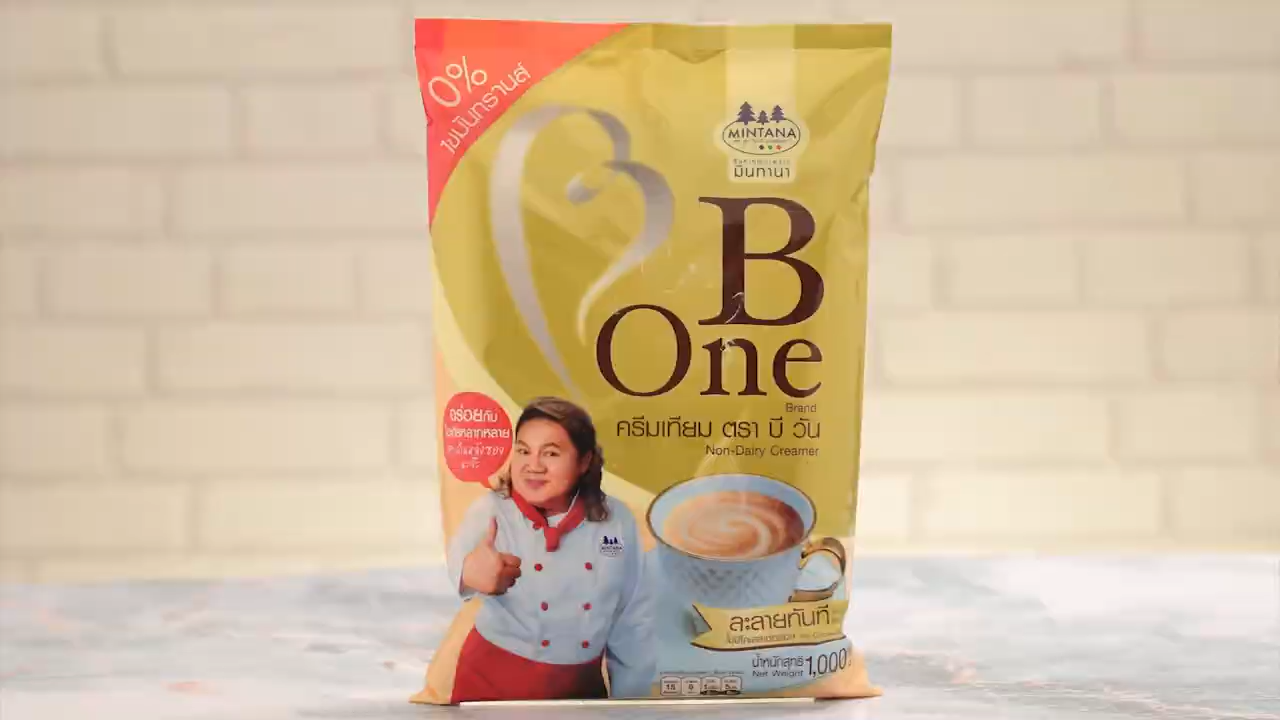 0%
ไขมันทรานส์
MINTANA
มินทานา
B
One
Brand
ครีมเทียม ตรา บี วัน
Non-Dairy Creamer
อร่อยกับ
MINTANA
ละลายทันที
น้ำหนักสุทธิ 1,000
Net Weight